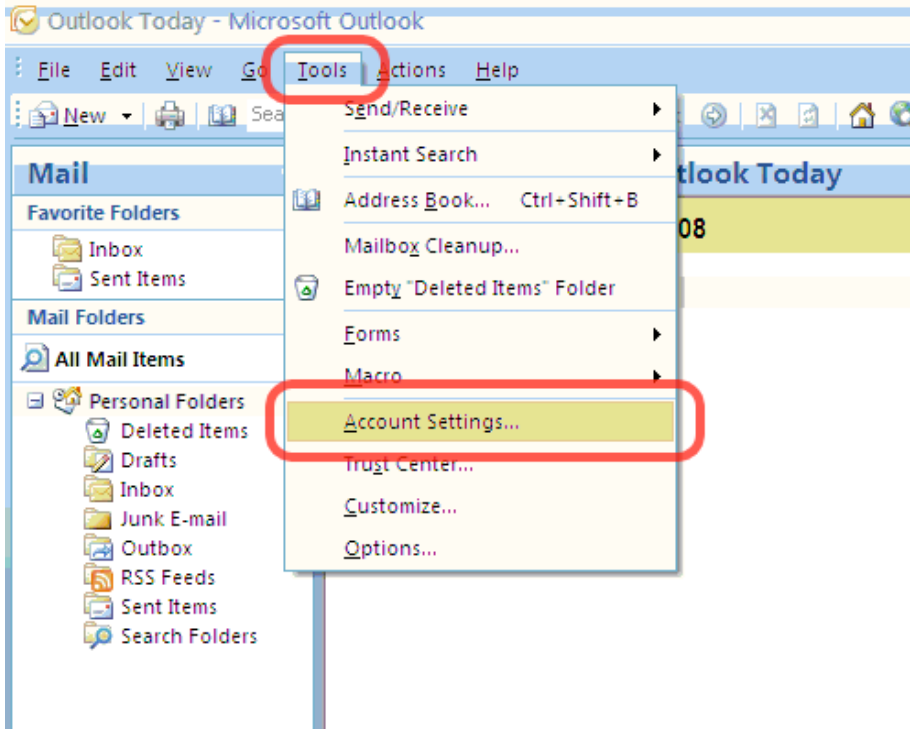 Outlook Today - Microsoft Outlook
File Edit View Go Tools Actions Help
New Sea
Send/Receive
Instant Search
Address Book... Ctrl+Shift+B
Mailbox Cleanup...
Empty "Deleted Items" Folder
Forms
Macro
Account Settings...
Trust Center...
Customize...
Options...
Mail
Favorite Folders
Inbox
Sent Items
Mail Folders
All Mail Items
Personal Folders
Deleted Items
Drafts
Inbox
Junk E-mail
Outbox
RSS Feeds
Sent Items
Search Folders
tlook Today
08